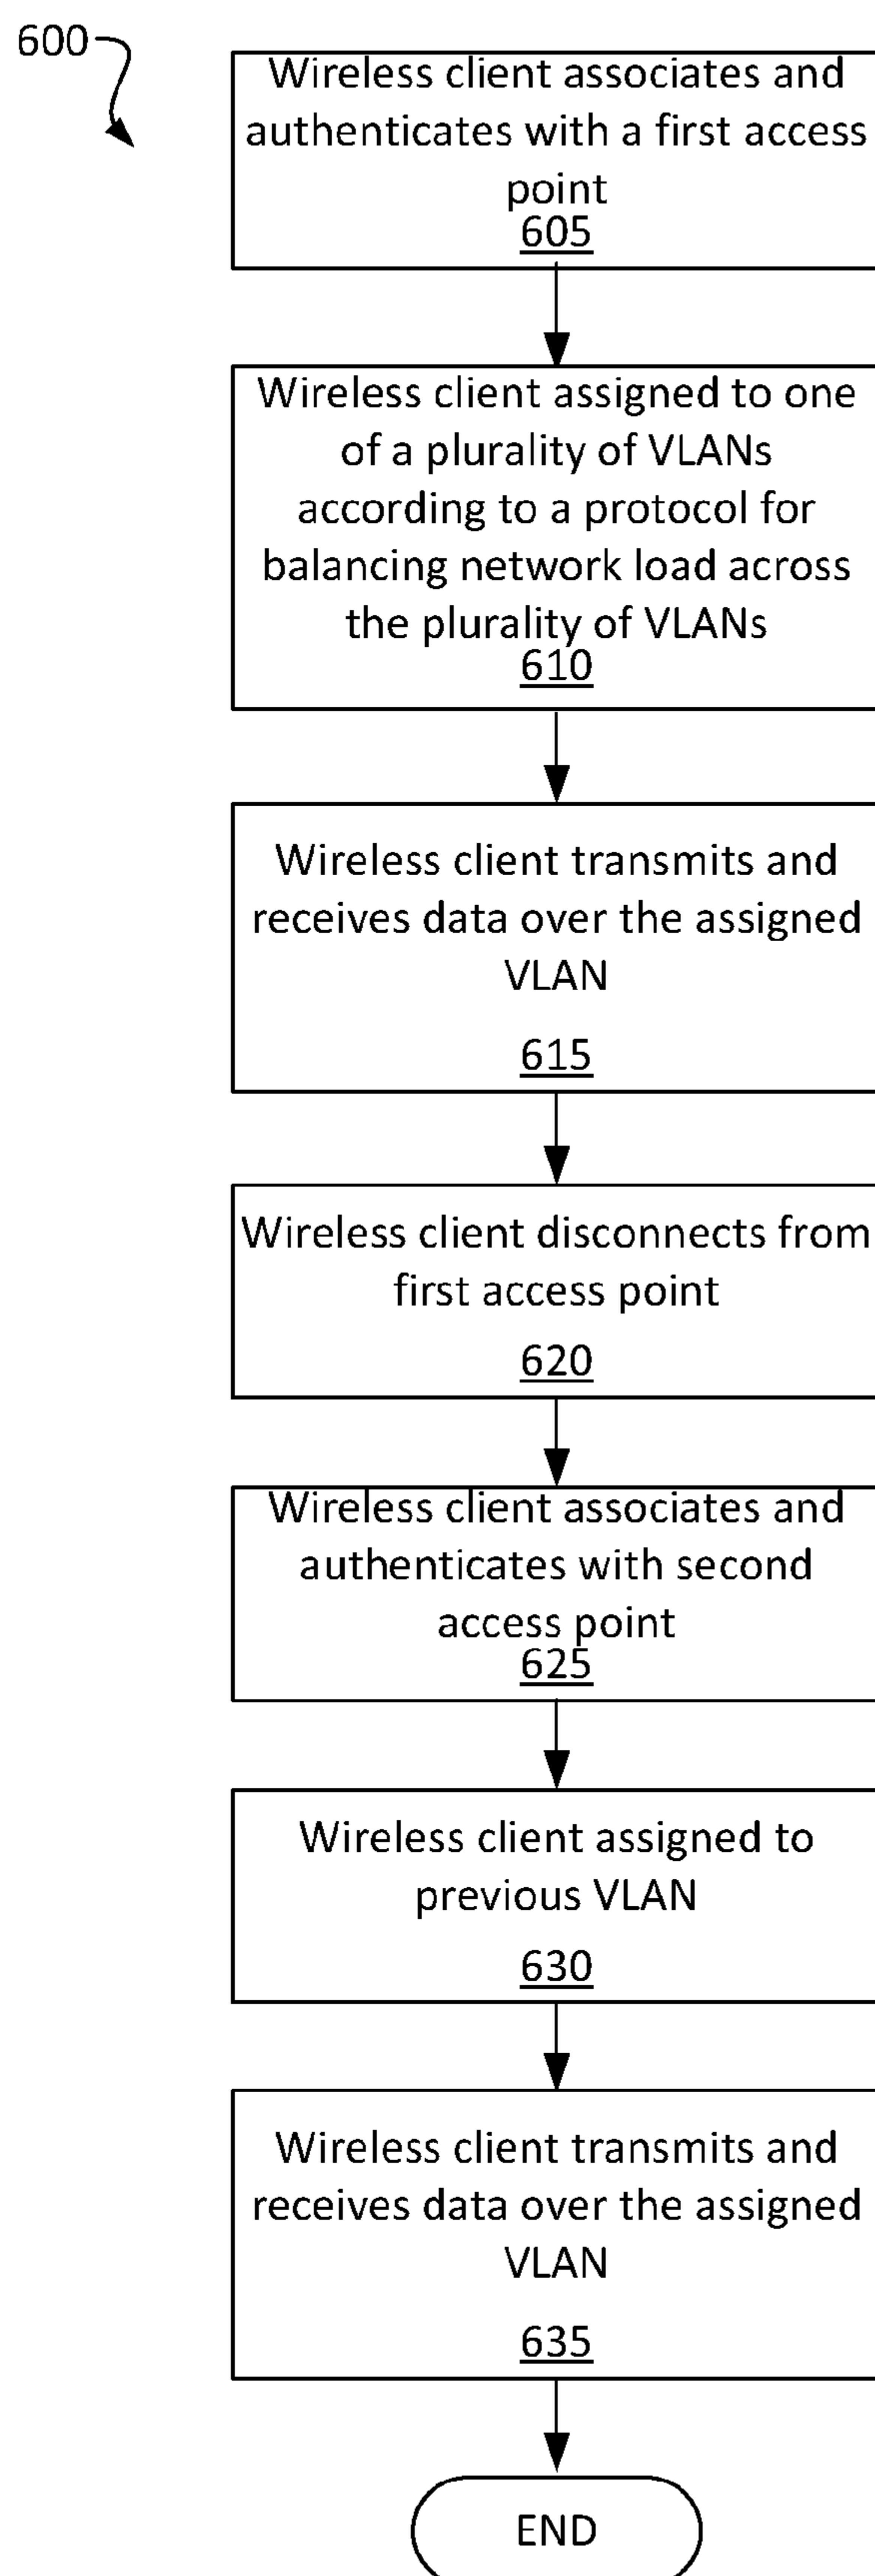 600
Wireless client associates and
authenticates with a first access
point
605
Wireless client assigned to one
of a plurality of VLANs
according to a protocol for
balancing network load across
the plurality of VLANs
610
Wireless client transmits and
receives data over the assigned
VLAN
615
Wireless client disconnects from
first access point
620
Wireless client associates and
authenticates with second
access point
625
Wireless client assigned to
previous VLAN
630
Wireless client transmits and
receives data over the assigned
VLAN
635
END